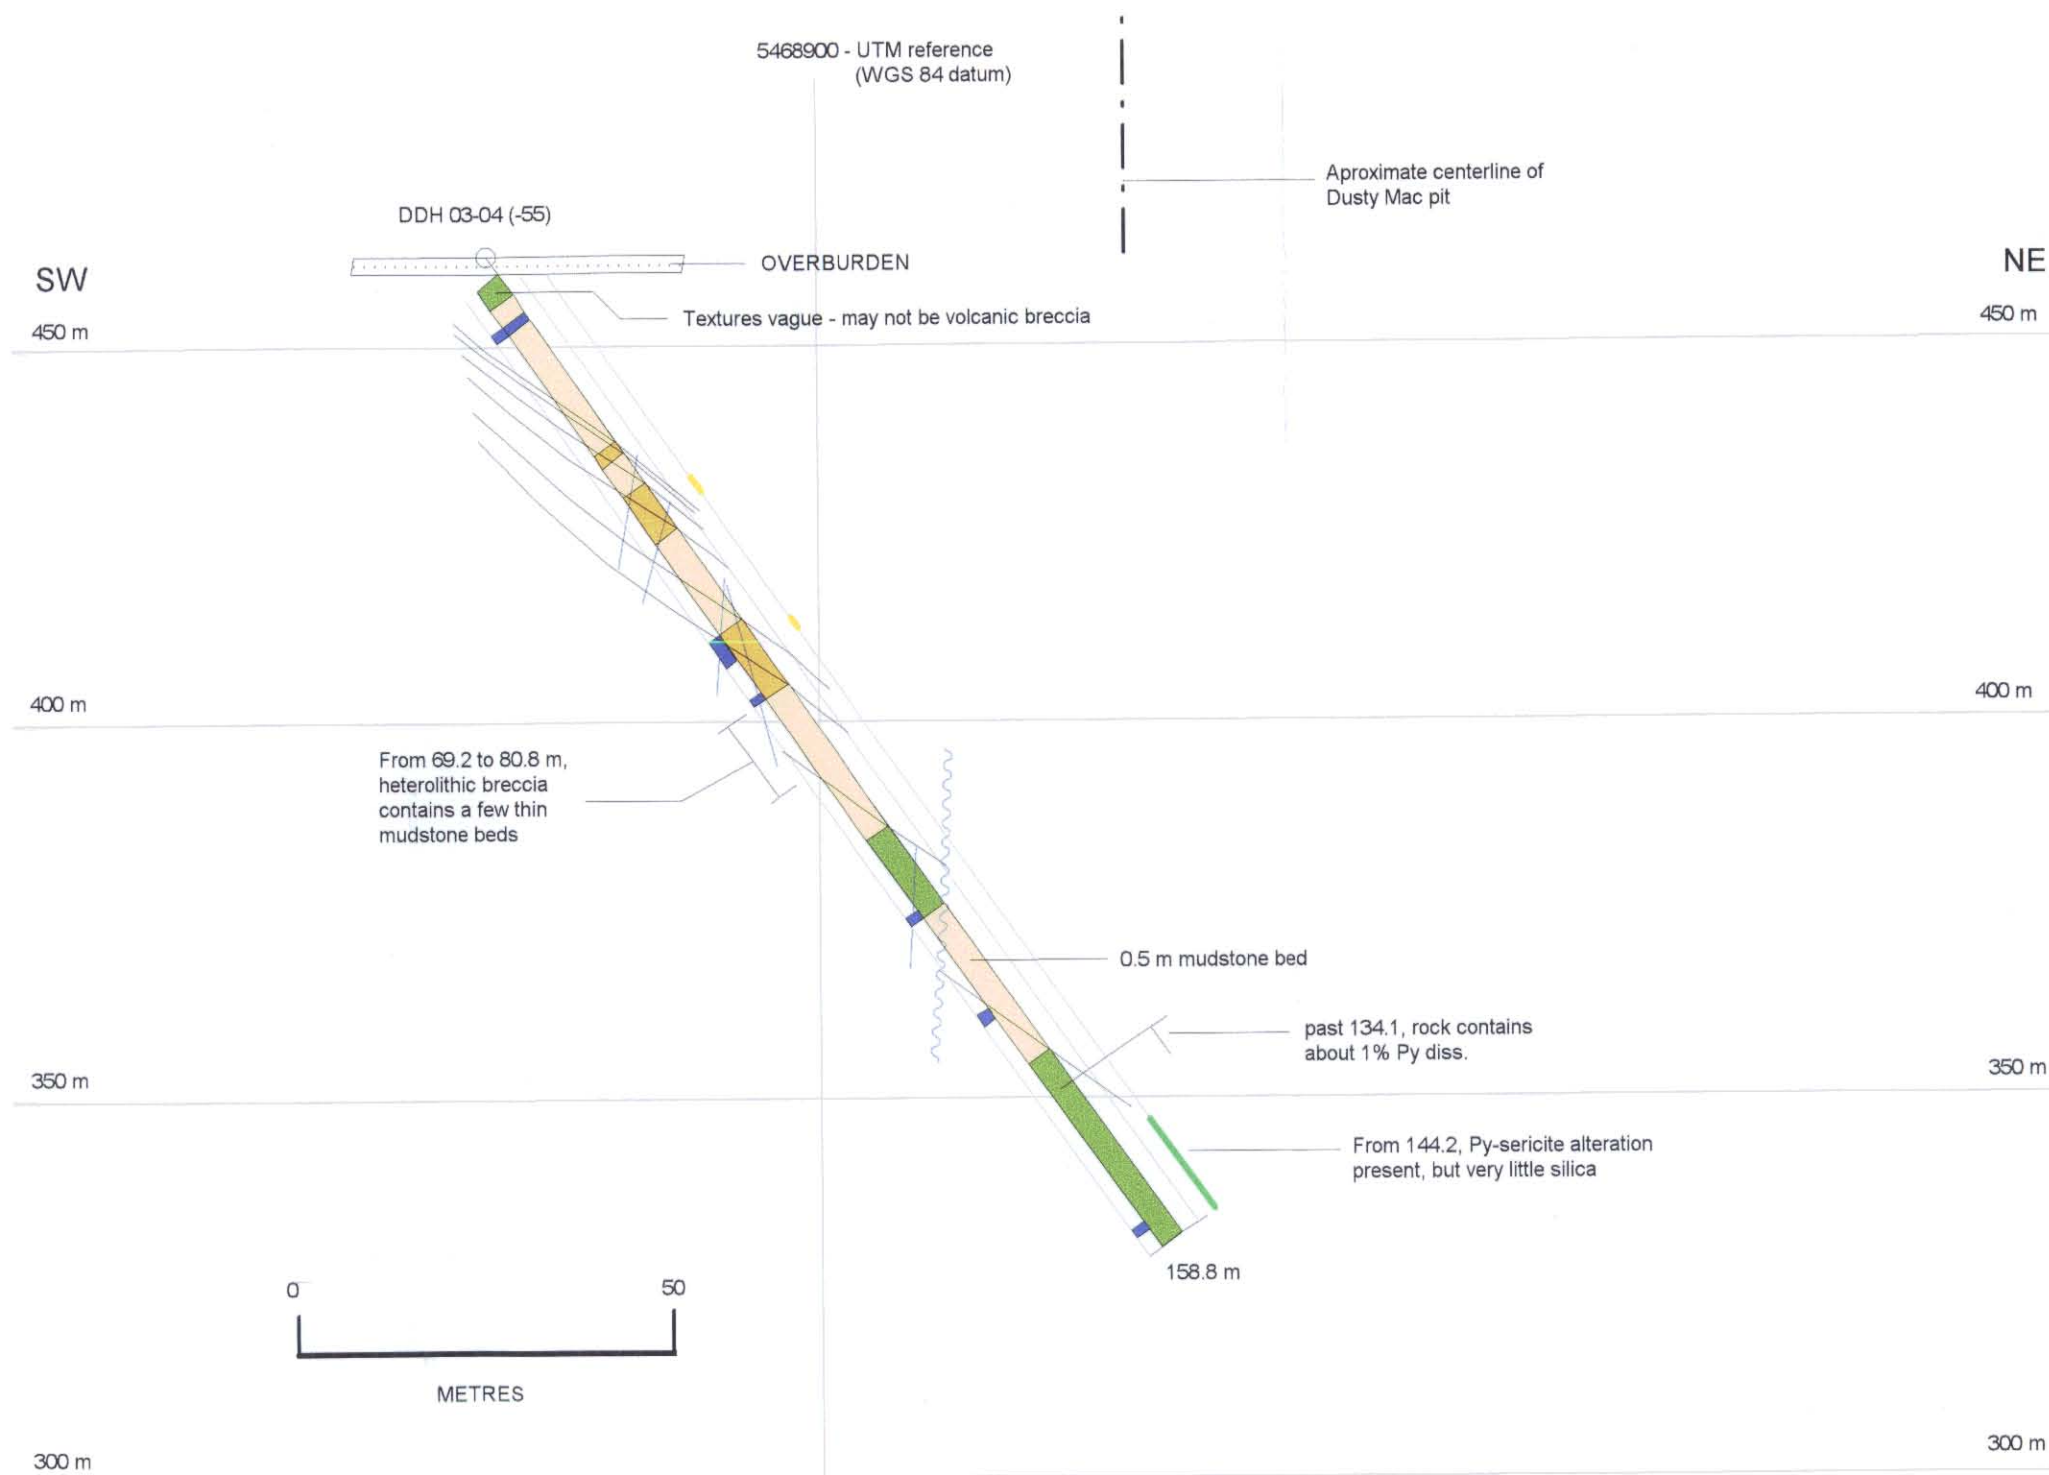 5468900 - UTM reference
(WGS 84 datum)
Aproximate centerline of
Dusty Mac pit
DDH 03-04 (-55)
OVERBURDEN
SW
NE
Textures vague - may not be volcanic breccia
450 m
450 m
400 m
400 m
From 69.2 to 80.8 m,
heterolithic breccia
contains a few thin
mudstone beds
0.5 m mudstone bed
past 134.1, rock contains
about 1% Py diss.
350 m
350 m
From 144.2, Py-sericite alteration
present, but very little silica
158.8 m
0
50
METRES
300 m
300 m